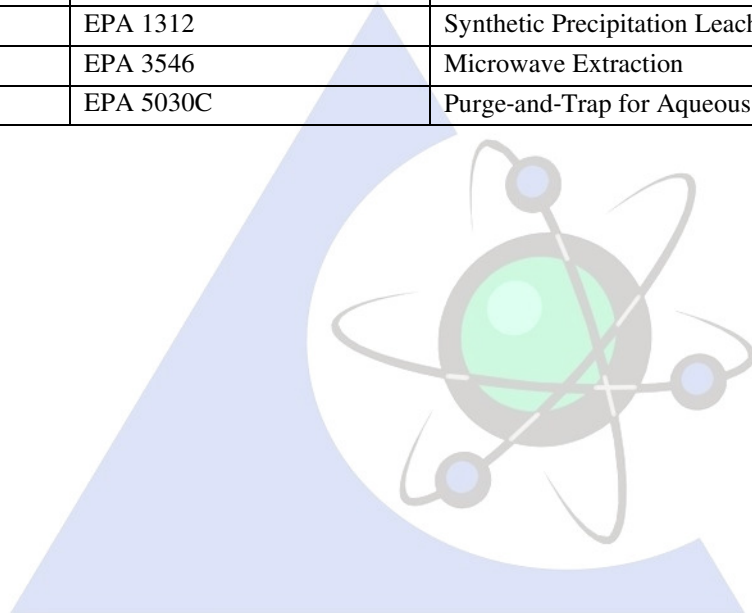 EPA 1312 Synthetic Precipitation Leach
EPA 3546 Microwave Extraction
EPA 5030C Purge-and-Trap for Aqueous